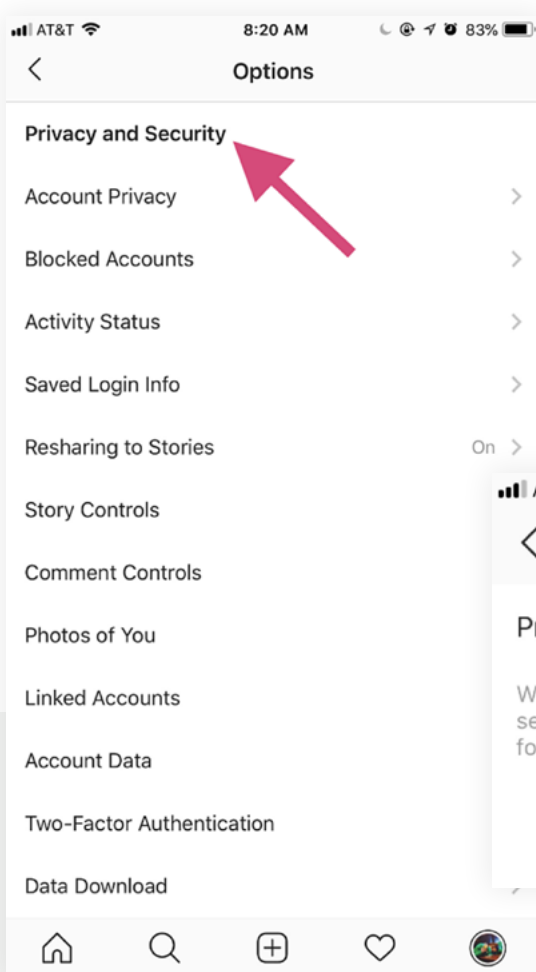 AT&T 8:20 AM 83%
Options
Privacy and Security
Account Privacy
Blocked Accounts
Activity Status
Saved Login Info
Resharing to Stories On
Story Controls
Comment Controls
Photos of You
Linked Accounts
Account Data
Two-Factor Authentication
Data Download